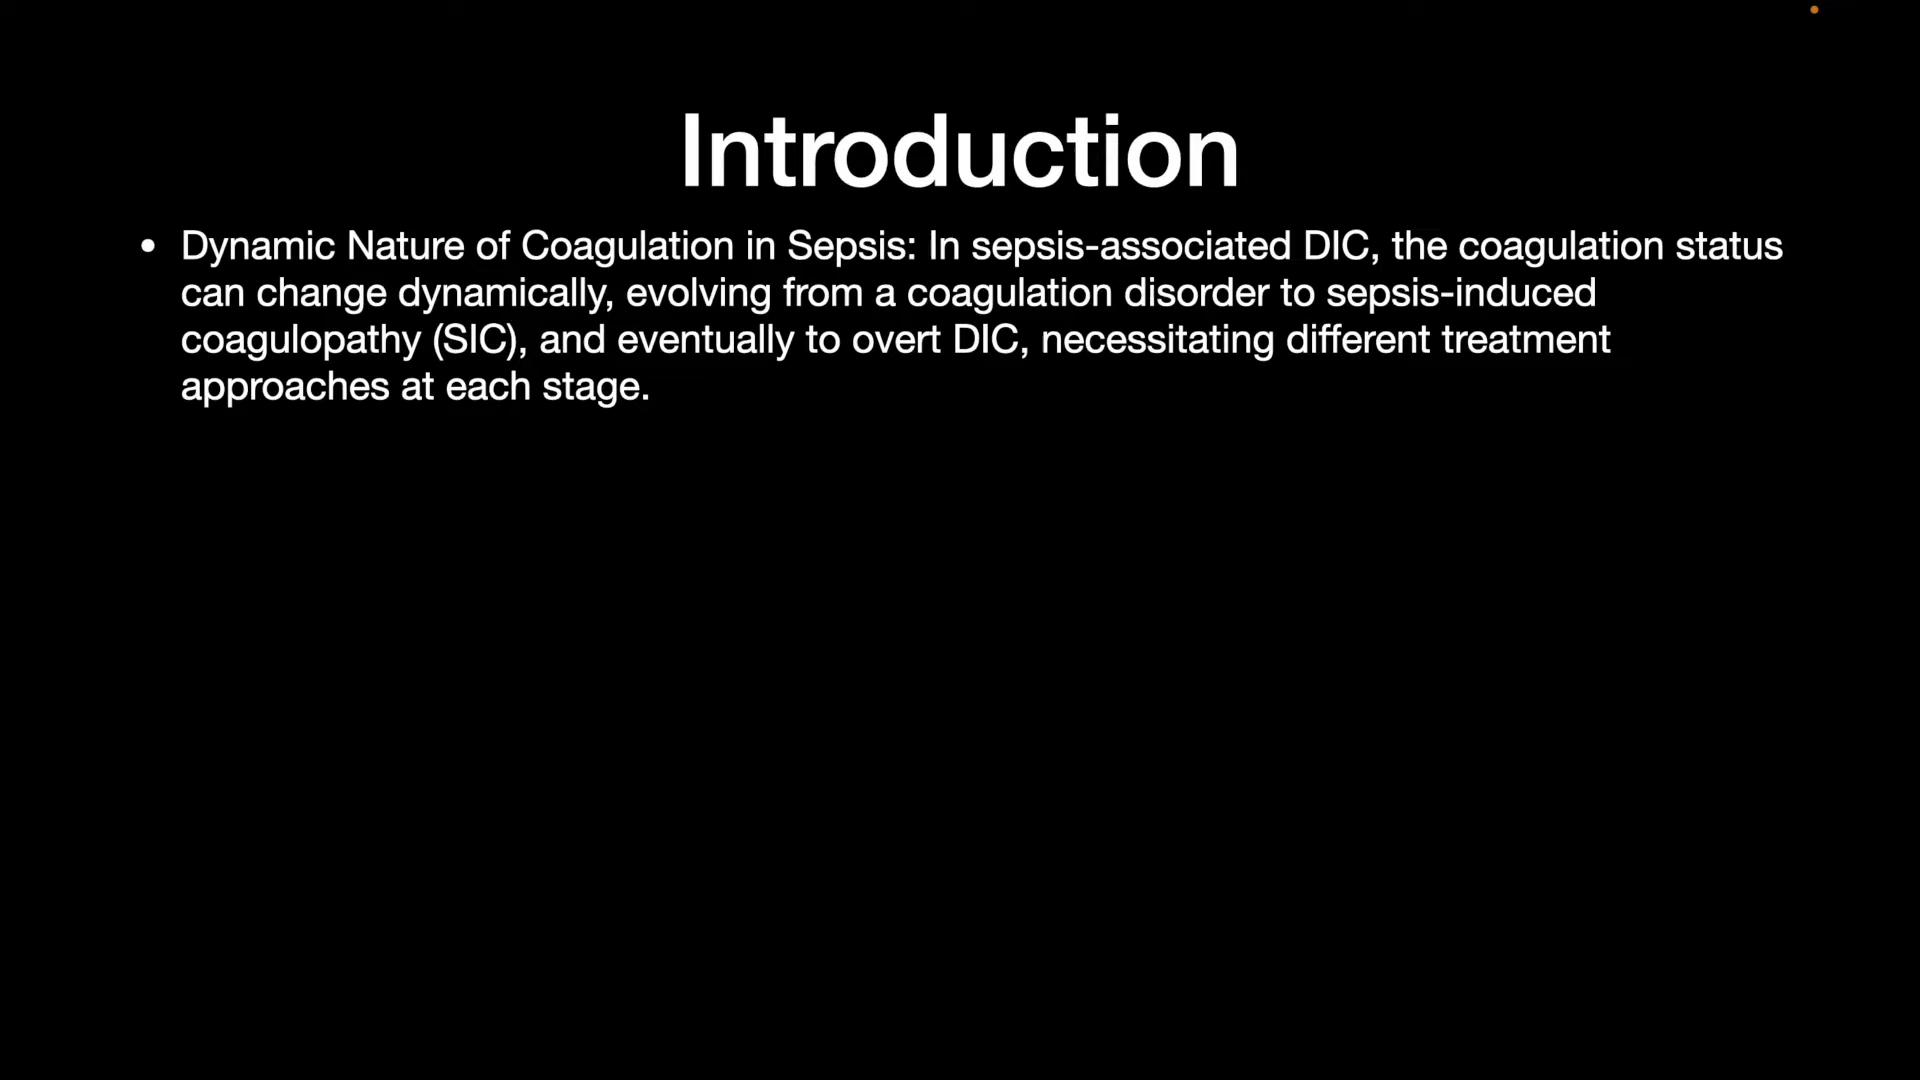 Introduction
• Dynamic Nature of Coagulation in Sepsis: In sepsis-associated DIC, the coagulation status
can change dynamically, evolving from a coagulation disorder to sepsis-induced
coagulopathy (SIC), and eventually to overt DIC, necessitating different treatment
approaches at each stage.